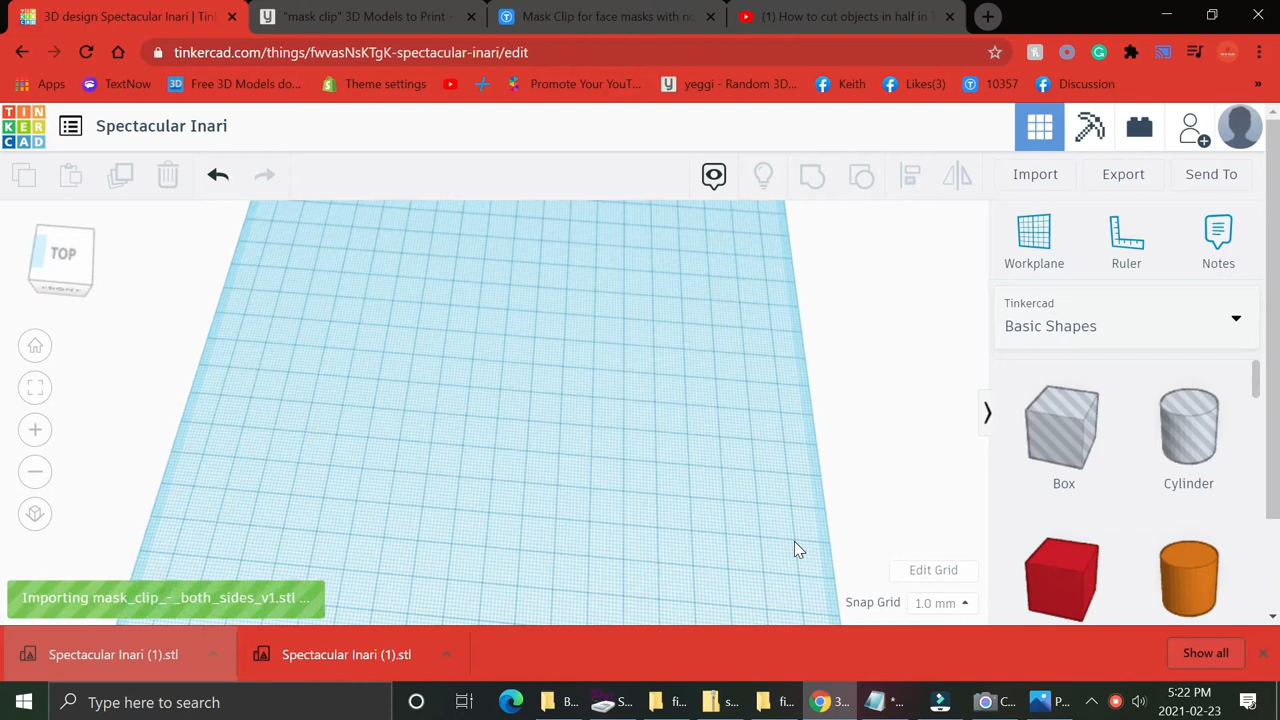 3D design Spectacular Inari | Tin
"mask clip" 3D Models to Print -
Mask Clip for face masks with no
(1) How to cut objects in half in T
tinkercad.com/things/fwvasNsKTgK-spectacular-inari/edit
Apps
TextNow
Free 3D Models do...
Theme settings
Promote Your YouT...
yeggi - Random 3D...
Keith
Likes(3)
10357
Discussion
»
TIN
KER
CAD
Spectacular Inari
Import
Export
Send To
TOP
Workplane
Ruler
Notes
Tinkercad
Basic Shapes
Box
Cylinder
Edit Grid
Snap Grid
1.0 mm
Importing mask_clip_-_both_sides_v1.stl ...
Spectacular Inari (1).stl
Spectacular Inari (1).stl
Show all
Type here to search
B...
S...
fi...
s...
fi...
3...
*...
D...
C...
P...
5:22 PM
2021-02-23